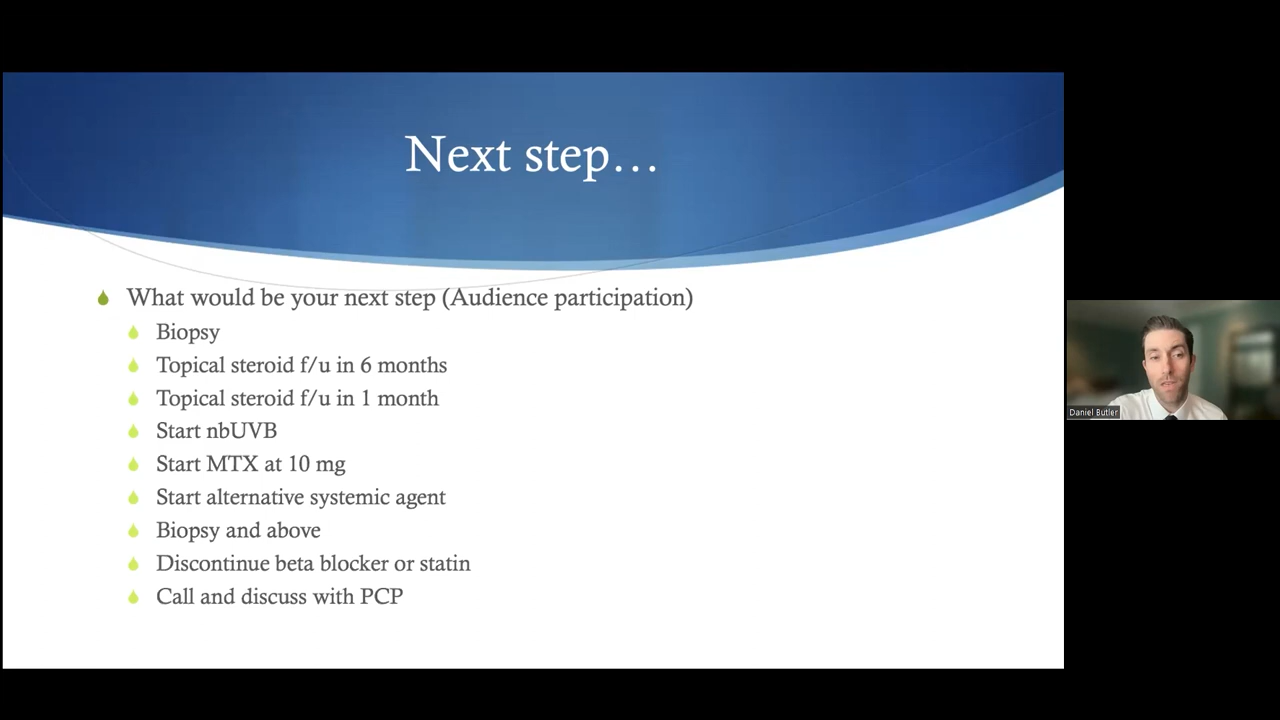 Next step…
What would be your next step (Audience participation)
Biopsy
Topical steroid f/u in 6 months
Topical steroid f/u in 1 month
Start nbUVB
Start MTX at 10 mg
Start alternative systemic agent
Biopsy and above
Discontinue beta blocker or statin
Call and discuss with PCP
Daniel Butler